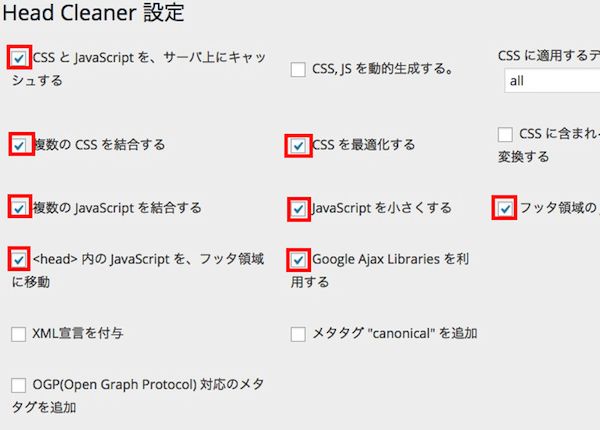 Head Cleaner 設定
CSS と JavaScript を、サーバ上にキャッ
シュする
CSS, JS を動的生成する。
CSS に適用するデ
all
複数の CSS を結合する
CSS を最適化する
CSS に含まれ
変換する
複数の JavaScript を結合する
JavaScript を小さくする
フッタ領域の
<head> 内の JavaScript を、フッタ領域
に移動
Google Ajax Libraries を利
用する
XML宣言を付与
メタタグ "canonical" を追加
OGP(Open Graph Protocol) 対応のメタ
タグを追加